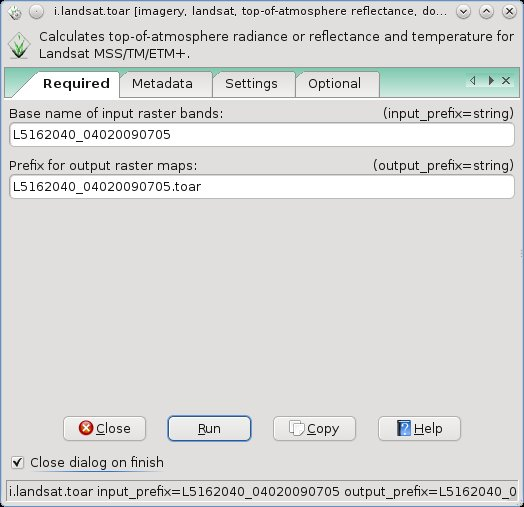 i.landsat.toar [imagery, landsat, top-of-atmosphere reflectance, do...
Calculates top-of-atmosphere radiance or reflectance and temperature for
Landsat MSS/TM/ETM+.
Required Metadata Settings Optional
Base name of input raster bands: (input_prefix=string)
L5162040_04020090705
Prefix for output raster maps: (output_prefix=string)
L5162040_04020090705.toar
Close Run Copy Help
Close dialog on finish
i.landsat.toar input_prefix=L5162040_04020090705 output_prefix=L5162040_0